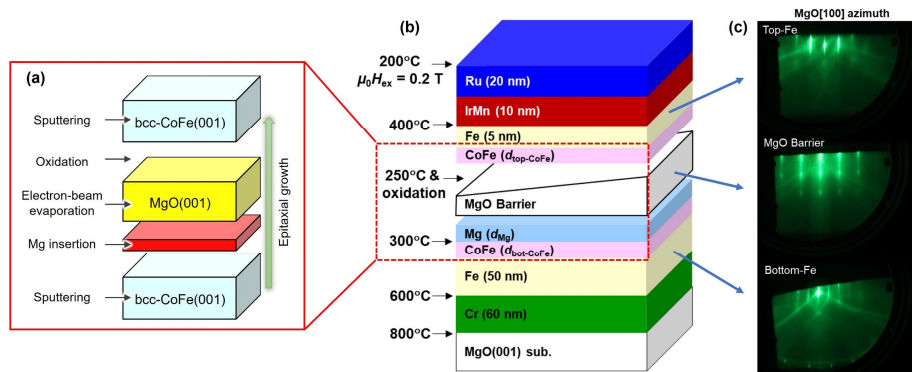 (a)
Sputtering
bcc-CoFe(001)
Oxidation
Electron-beam
evaporation
MgO(001)
Mg insertion
Sputtering
bcc-CoFe(001)
Epitaxial growth
(b)
200°C
μ₀Hₑₓ = 0.2 T
Ru (20 nm)
IrMn (10 nm)
400°C
Fe (5 nm)
CoFe (d_top-CoFe)
250°C &
oxidation
MgO Barrier
Mg (d_Mg)
300°C
CoFe (d_bot-CoFe)
Fe (50 nm)
600°C
Cr (60 nm)
800°C
MgO(001) sub.
(c)
MgO[100] azimuth
Top-Fe
MgO Barrier
Bottom-Fe